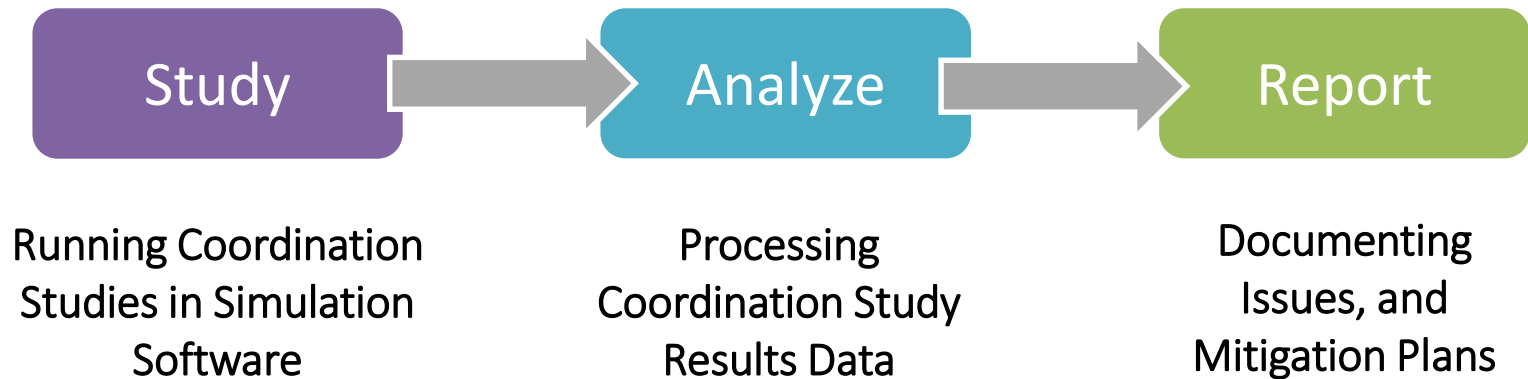 Study
Running Coordination
Studies in Simulation
Software
Analyze
Processing
Coordination Study
Results Data
Report
Documenting
Issues, and
Mitigation Plans